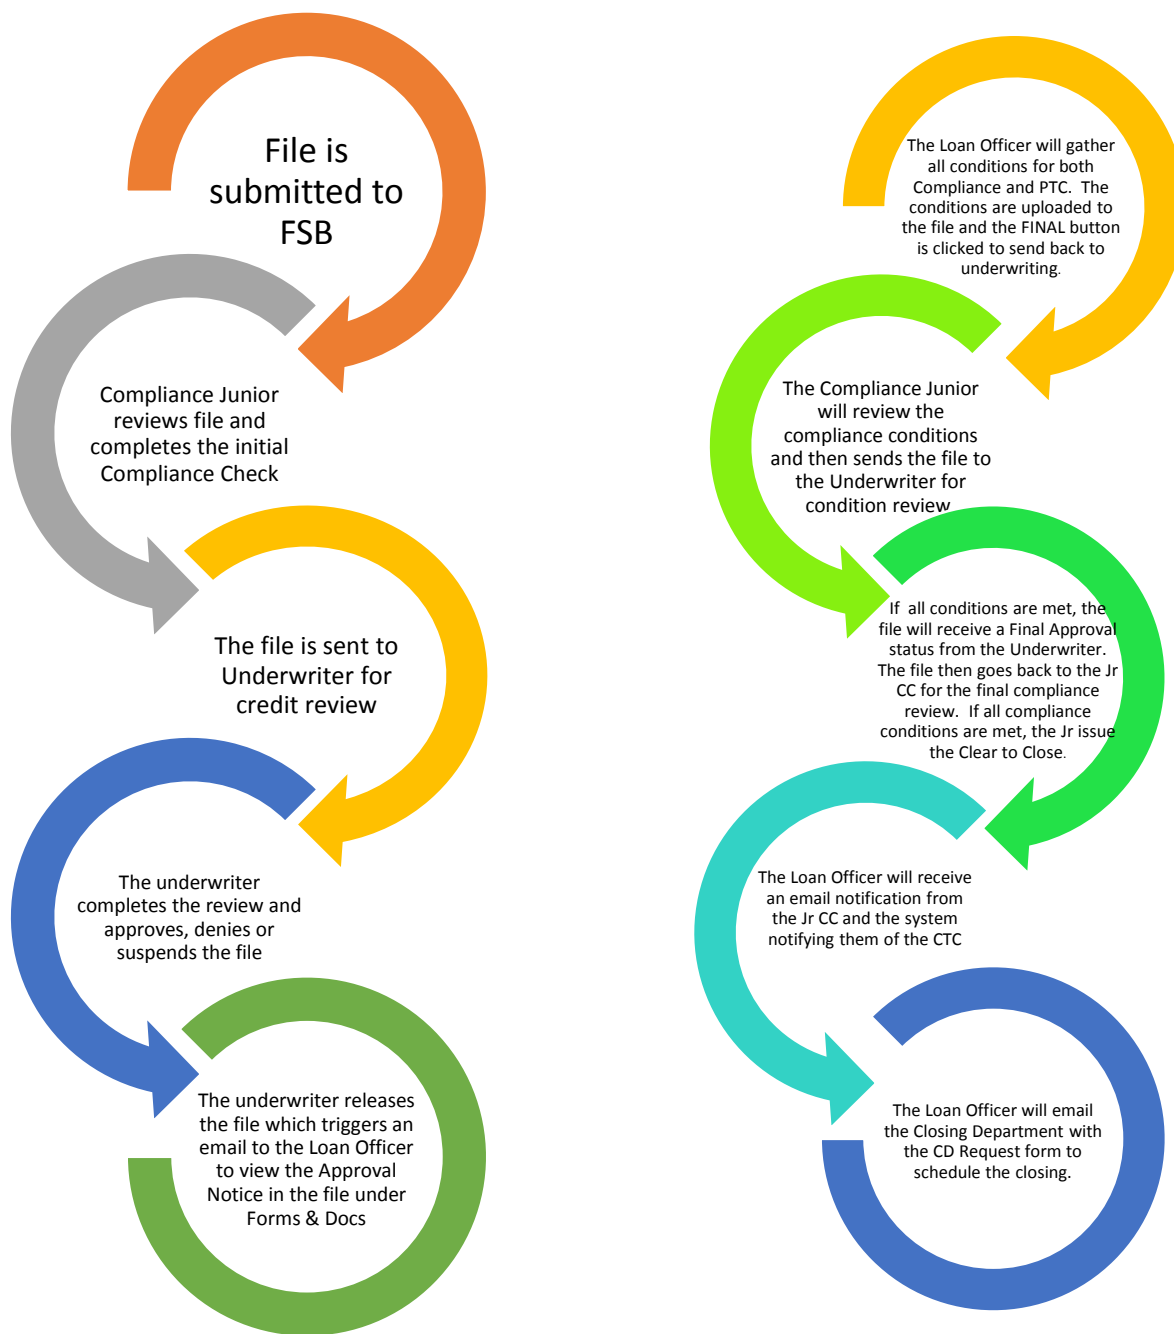 File is
submitted to
FSB
Compliance Junior
reviews file and
completes the initial
Compliance Check
The file is sent to
Underwriter for
credit review
The underwriter
completes the review and
approves, denies or
suspends the file
The underwriter releases
the file which triggers an
email to the Loan Officer
to view the Approval
Notice in the file under
Forms & Docs
The Loan Officer will gather
all conditions for both
Compliance and PTC.  The
conditions are uploaded to
the file and the FINAL button
is clicked to send back to
underwriting.
The Compliance Junior
will review the
compliance conditions
and then sends the file to
the Underwriter for
condition review
If  all conditions are met, the
file will receive a Final Approval
status from the Underwriter.
The file then goes back to the Jr
CC for the final compliance
review.  If all compliance
conditions are met, the Jr issue
the Clear to Close.
The Loan Officer will receive
an email notification from
the Jr CC and the system
notifying them of the CTC
The Loan Officer will email
the Closing Department with
the CD Request form to
schedule the closing.